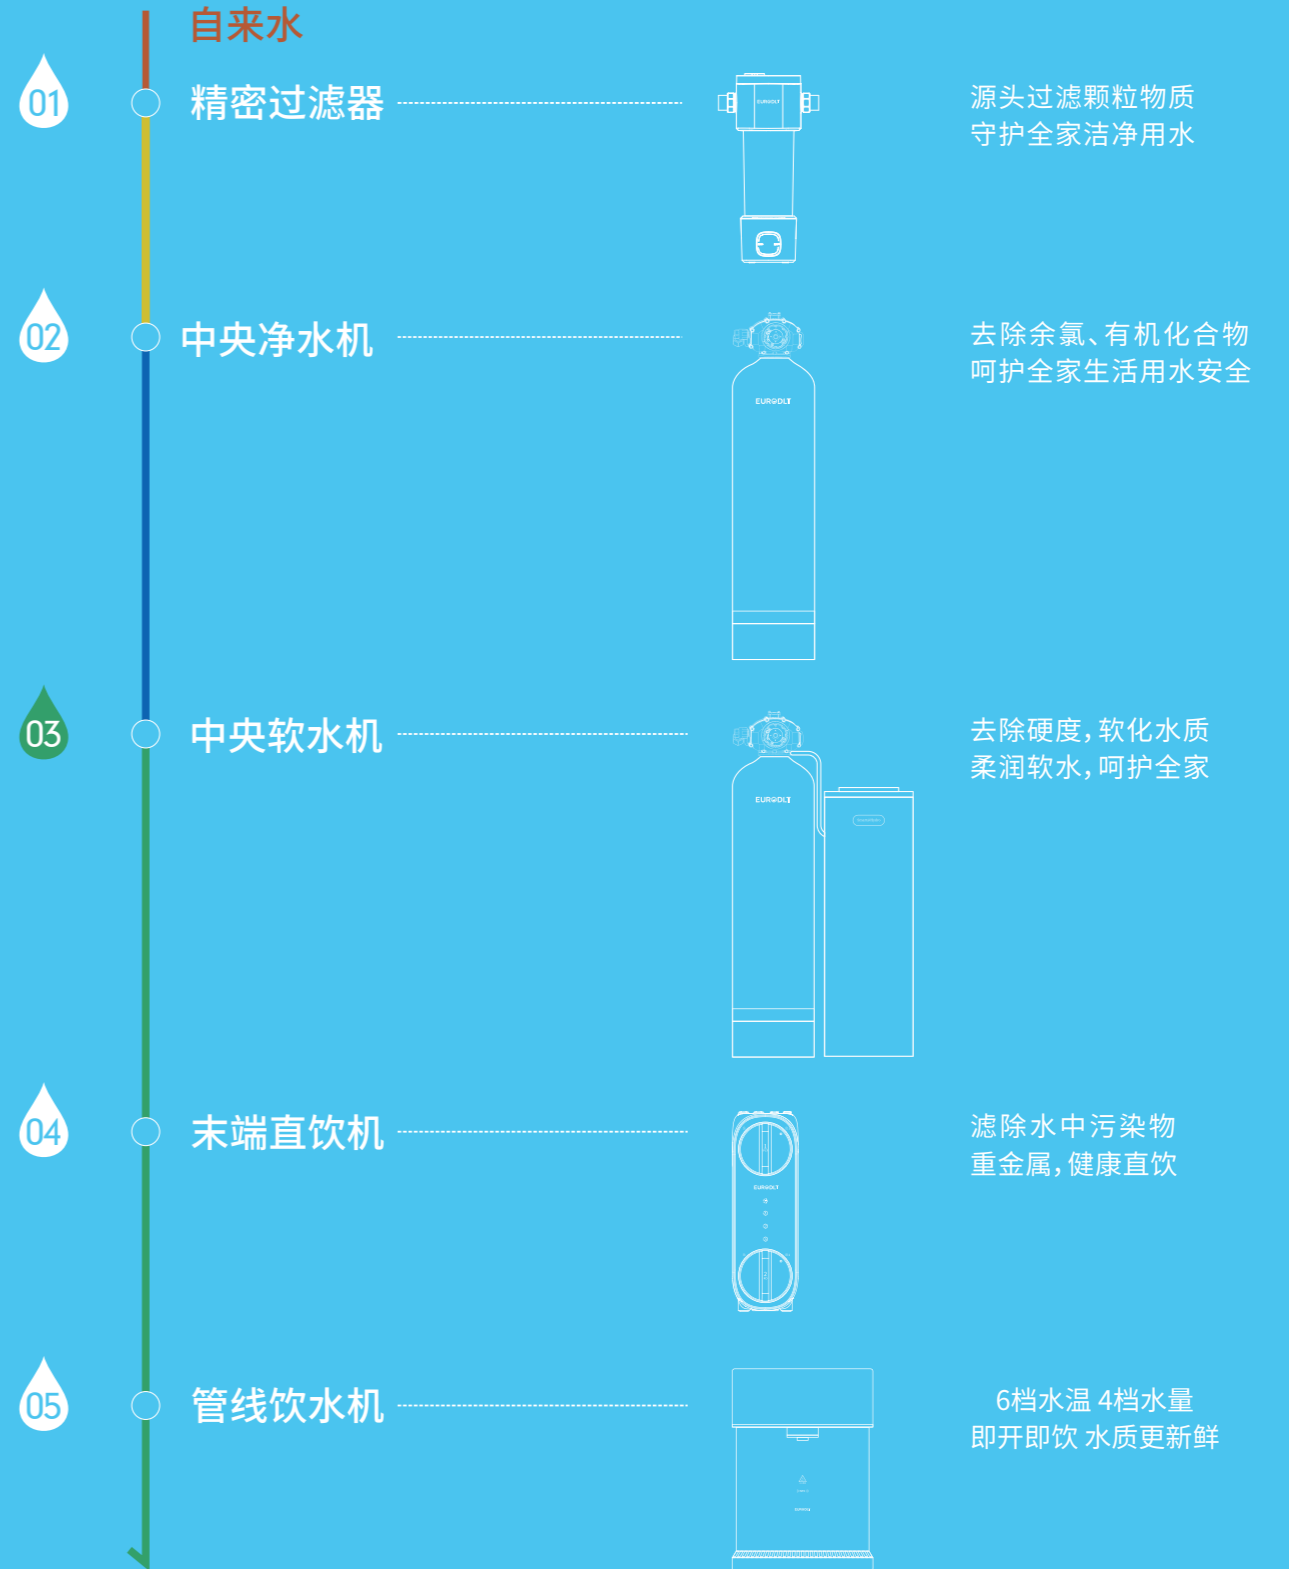 自来水
01
精密过滤器
EURODLT
源头过滤颗粒物质
守护全家洁净用水
02
中央净水机
EURODLT
去除余氯、有机化合物
呵护全家生活用水安全
03
中央软水机
EURODLT
去除硬度，软化水质
柔润软水，呵护全家
04
末端直饮机
EURODLT
滤除水中污染物
重金属，健康直饮
05
管线饮水机
6档水温 4档水量
即开即饮 水质更新鲜